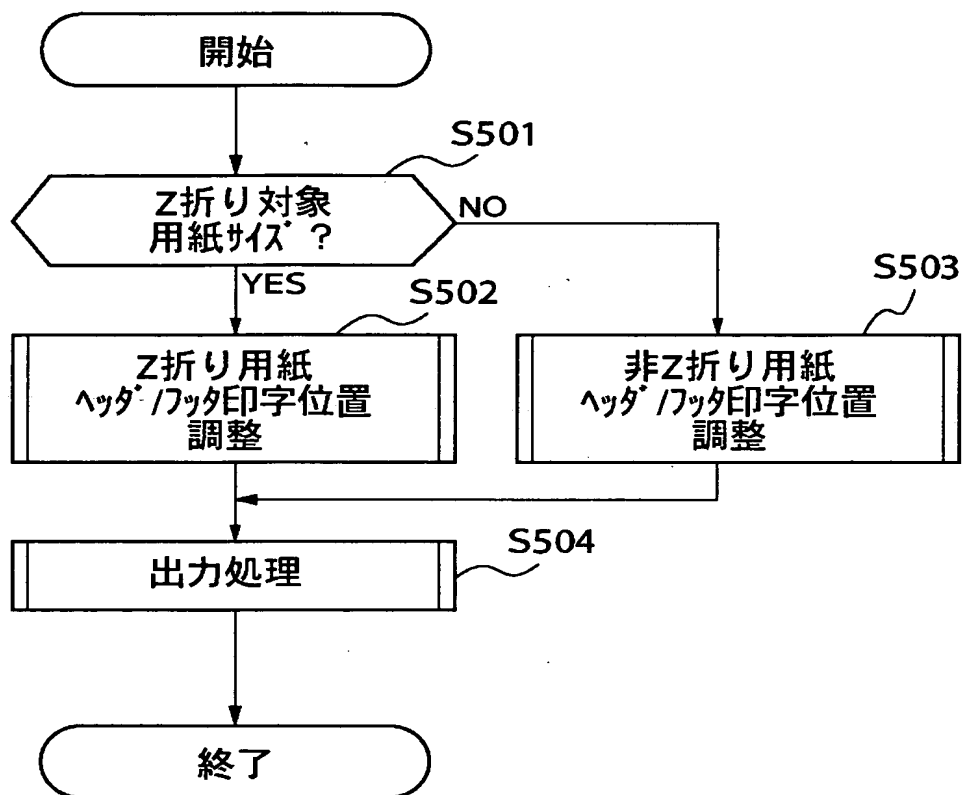 開始
S501
Z折り対象
用紙ｻｲｽﾞ?
NO
YES
S502
S503
Z折り用紙
ﾍｯﾀﾞ/ﾌｯﾀ印字位置
調整
非Z折り用紙
ﾍｯﾀﾞ/ﾌｯﾀ印字位置
調整
S504
出力処理
終了